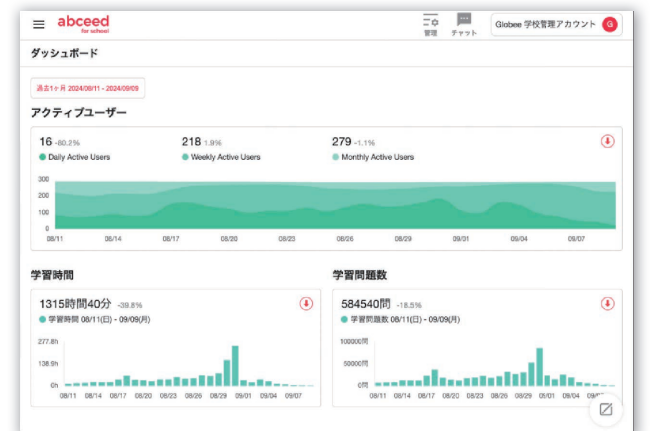 abceed
for school
管理
チャット
Globee 学校管理アカウント G
ダッシュボード
過去1ヶ月 2024/08/11 - 2024/09/09
アクティブユーザー
16 -80.2%
Daily Active Users
218 1.9%
Weekly Active Users
279 -1.1%
Monthly Active Users
300
200
100
0
08/11 08/14 08/17 08/20 08/23 08/26 08/29 09/01 09/04 09/07
学習時間
1315時間40分 -39.8%
学習時間 08/11(日) - 09/09(月)
277.8h
138.9h
0h
08/11 08/14 08/17 08/20 08/23 08/26 08/29 09/01 09/04 09/07
学習問題数
584540問 -18.5%
学習問題数 08/11(日) - 09/09(月)
100000問
50000問
0問
08/11 08/14 08/17 08/20 08/23 08/26 08/29 09/01 09/04